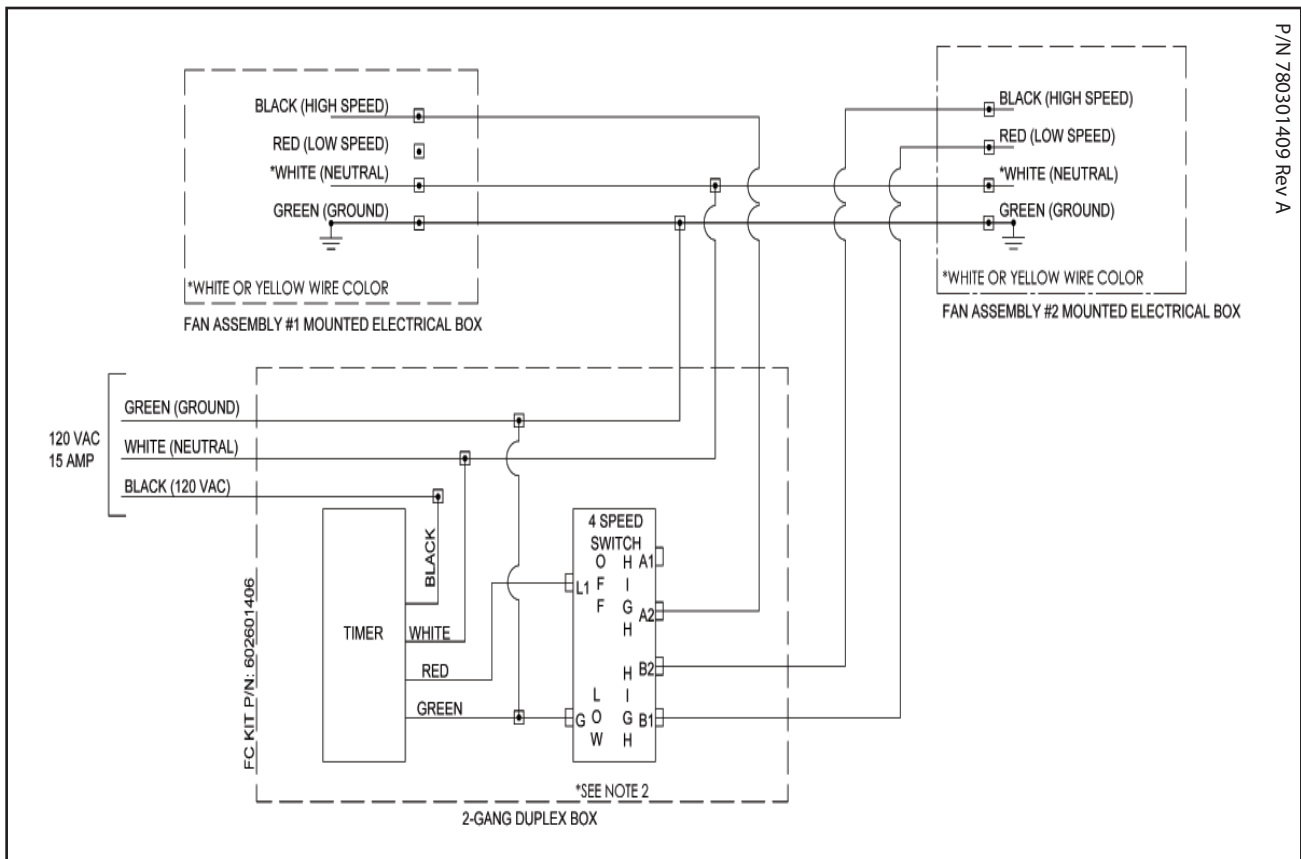 P/N 780301409 Rev A
BLACK (HIGH SPEED)
RED (LOW SPEED)
*WHITE (NEUTRAL)
GREEN (GROUND)
*WHITE OR YELLOW WIRE COLOR
FAN ASSEMBLY #1 MOUNTED ELECTRICAL BOX
BLACK (HIGH SPEED)
RED (LOW SPEED)
*WHITE (NEUTRAL)
GREEN (GROUND)
*WHITE OR YELLOW WIRE COLOR
FAN ASSEMBLY #2 MOUNTED ELECTRICAL BOX
120 VAC
15 AMP
GREEN (GROUND)
WHITE (NEUTRAL)
BLACK (120 VAC)
FC KIT P/N: 602601406
TIMER
BLACK
WHITE
RED
GREEN
4 SPEED
SWITCH
OFF
HIGH
LOW
HIGH
L1
G
A1
A2
B2
B1
*SEE NOTE 2
2-GANG DUPLEX BOX